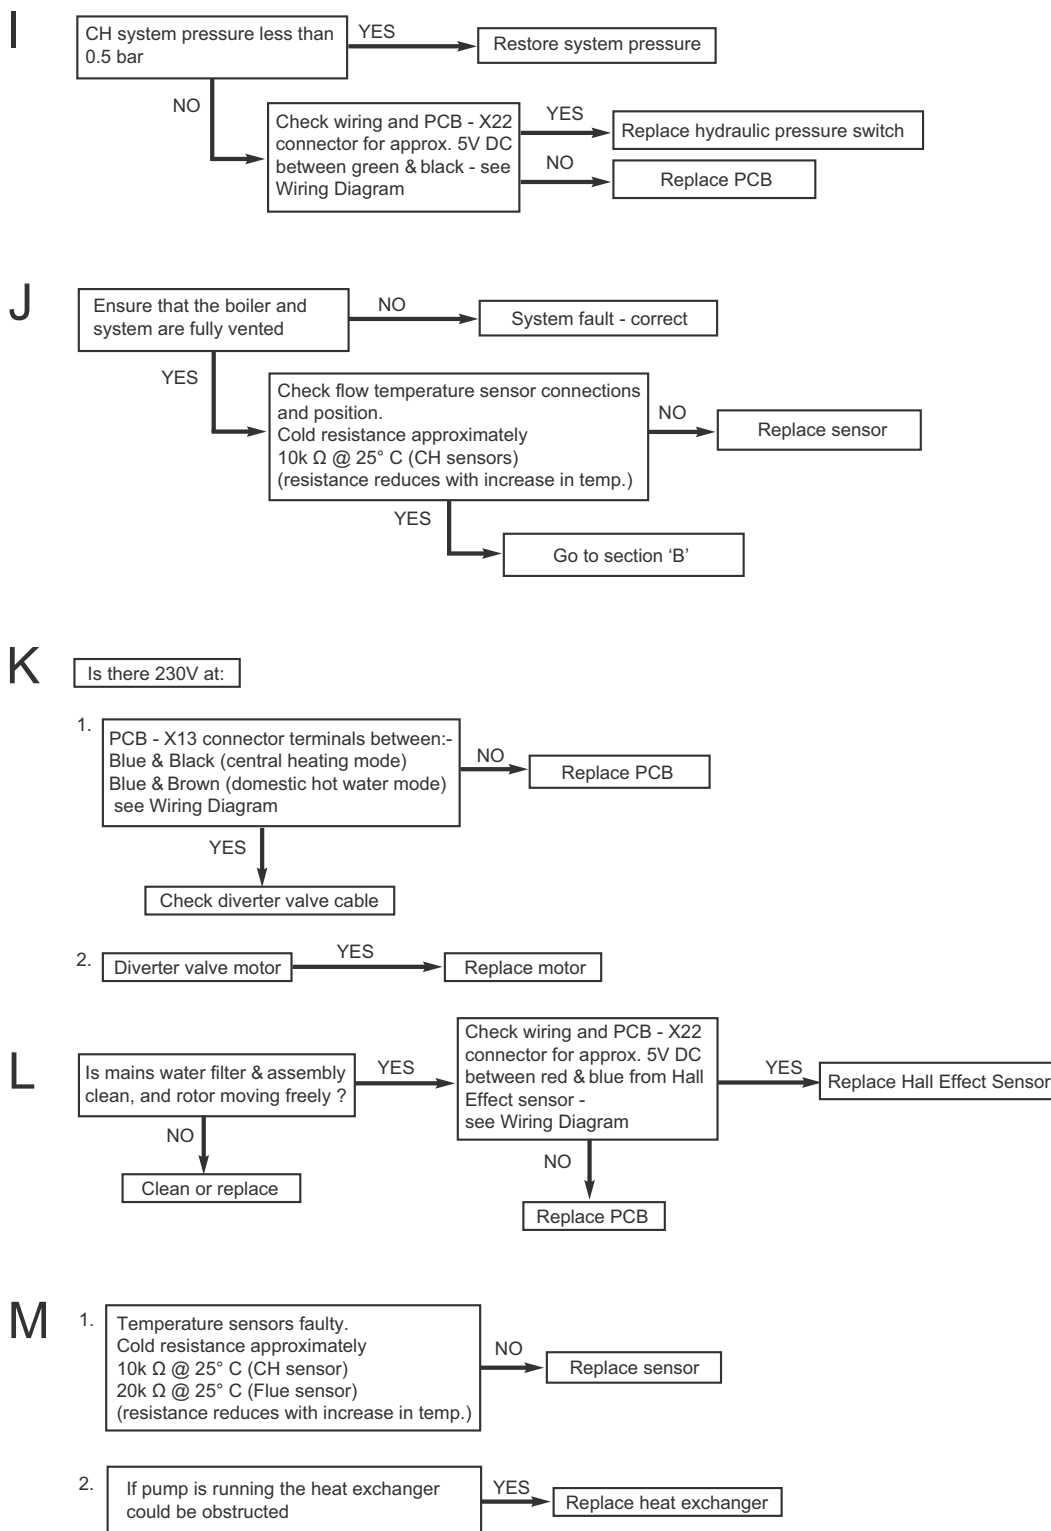 I
CH system pressure less than
0.5 bar
YES
Restore system pressure
NO
Check wiring and PCB - X22
connector for approx. 5V DC
between green & black - see
Wiring Diagram
YES
Replace hydraulic pressure switch
NO
Replace PCB
J
Ensure that the boiler and
system are fully vented
NO
System fault - correct
YES
Check flow temperature sensor connections
and position.
Cold resistance approximately
10k Ω @ 25° C (CH sensors)
(resistance reduces with increase in temp.)
NO
Replace sensor
YES
Go to section ‘B’
K
Is there 230V at:
1.
PCB - X13 connector terminals between:-
Blue & Black (central heating mode)
Blue & Brown (domestic hot water mode)
see Wiring Diagram
NO
Replace PCB
YES
Check diverter valve cable
2.
Diverter valve motor
YES
Replace motor
L
Is mains water filter & assembly
clean, and rotor moving freely ?
YES
Check wiring and PCB - X22
connector for approx. 5V DC
between red & blue from Hall
Effect sensor -
see Wiring Diagram
YES
Replace Hall Effect Sensor
NO
Clean or replace
NO
Replace PCB
M
1.
Temperature sensors faulty.
Cold resistance approximately
10k Ω @ 25° C (CH sensor)
20k Ω @ 25° C (Flue sensor)
(resistance reduces with increase in temp.)
NO
Replace sensor
2.
If pump is running the heat exchanger
could be obstructed
YES
Replace heat exchanger